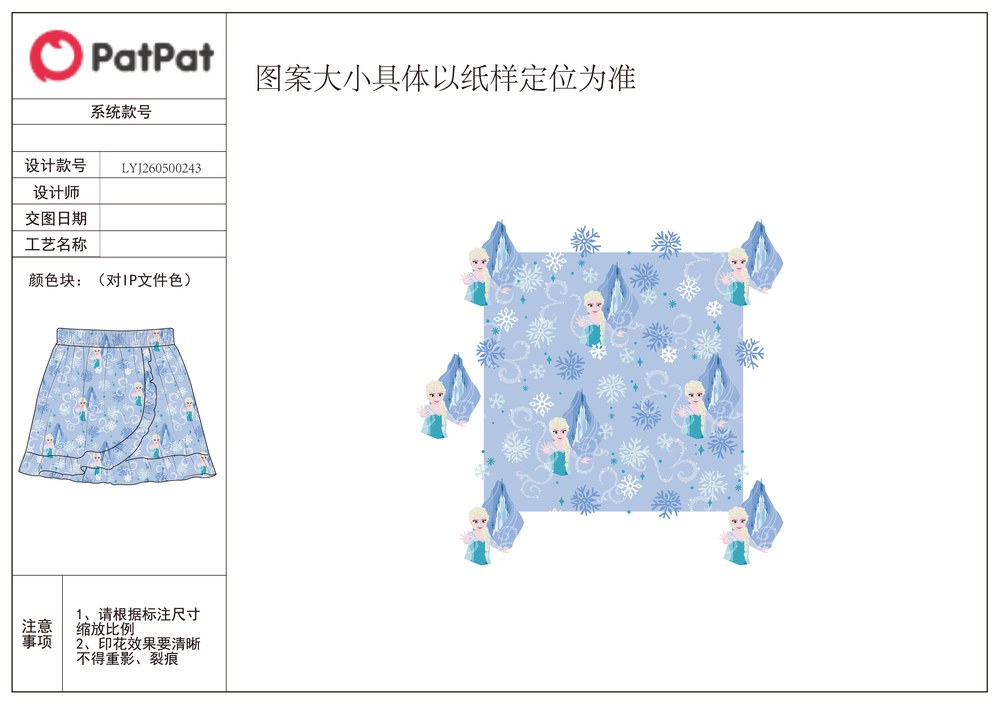 PatPat
图案大小具体以纸样定位为准
系统款号
设计款号 LYJ260500243
设计师
交图日期
工艺名称
颜色块：（对IP文件色）
注意
事项
1、请根据标注尺寸
缩放比例
2、印花效果要清晰
不得重影、裂痕